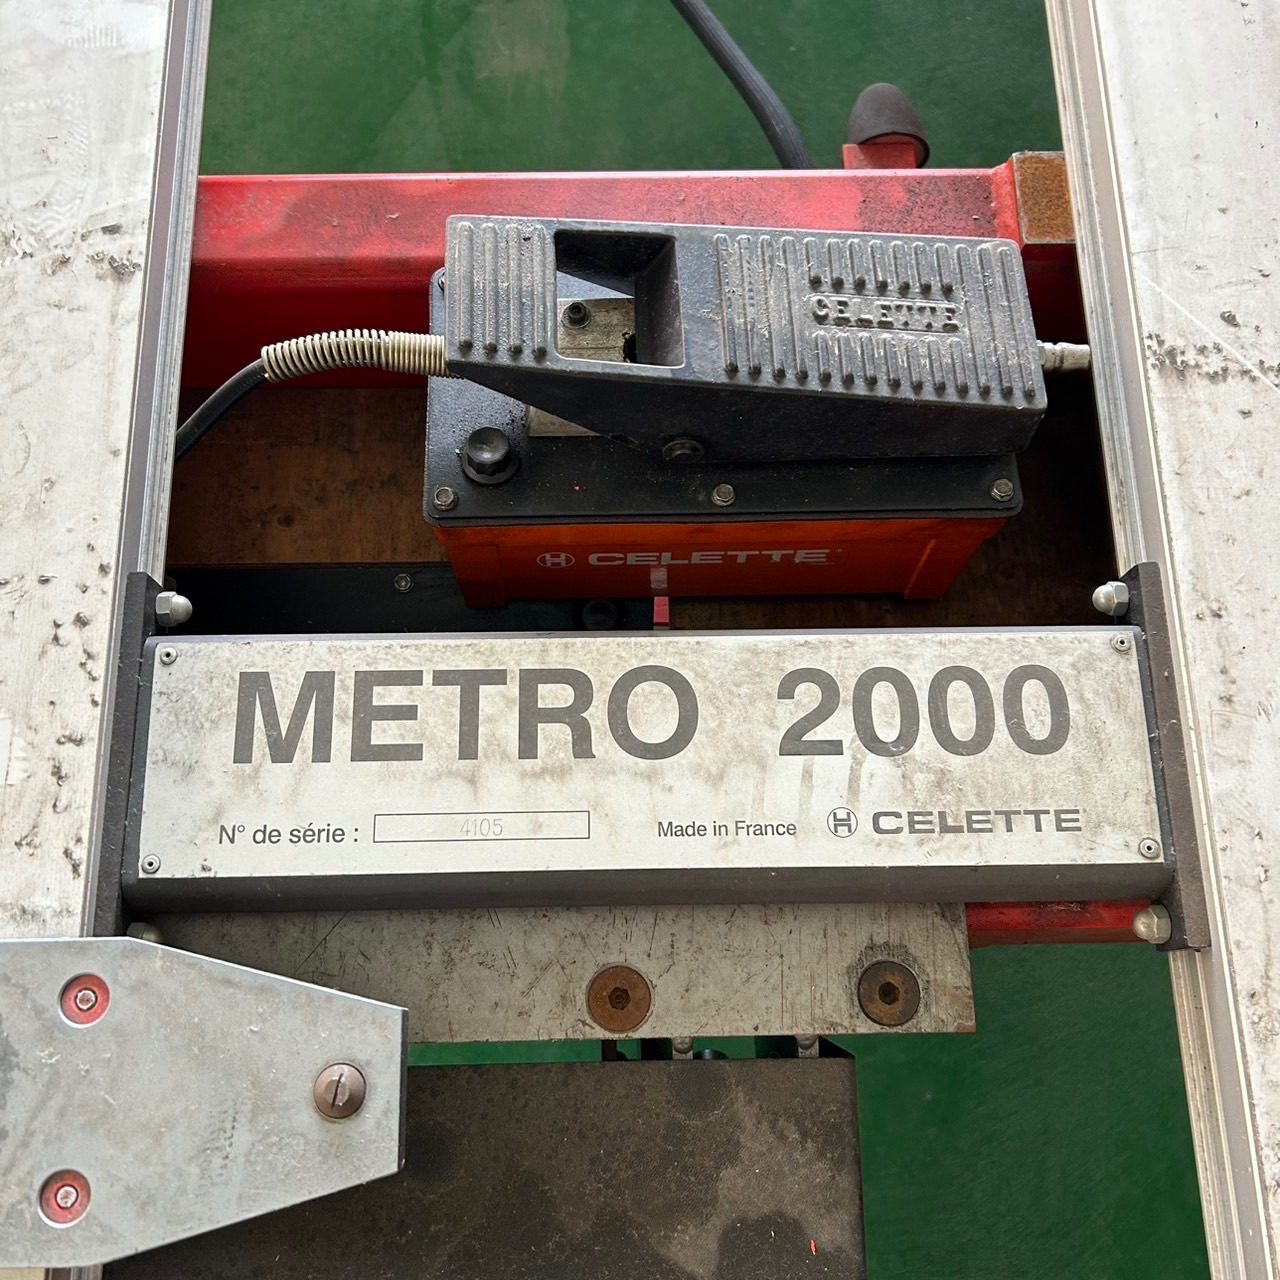 CELETTE
H CELETTE
METRO 2000
N° de série : 4105
Made in France H CELETTE